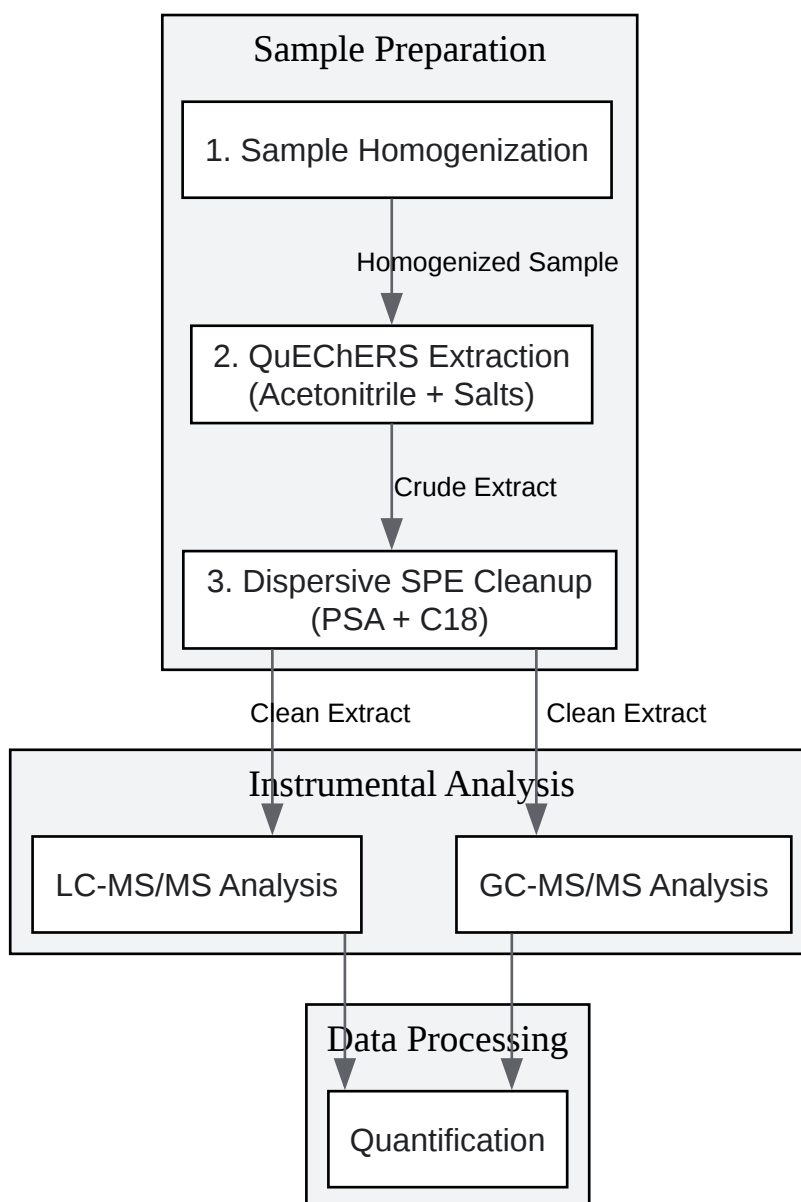 Sample Preparation
1. Sample Homogenization
Homogenized Sample
2. QuEChERS Extraction
(Acetonitrile + Salts)
Crude Extract
3. Dispersive SPE Cleanup
(PSA + C18)
Clean Extract
Clean Extract
Instrumental Analysis
LC-MS/MS Analysis
GC-MS/MS Analysis
Data Processing
Quantification